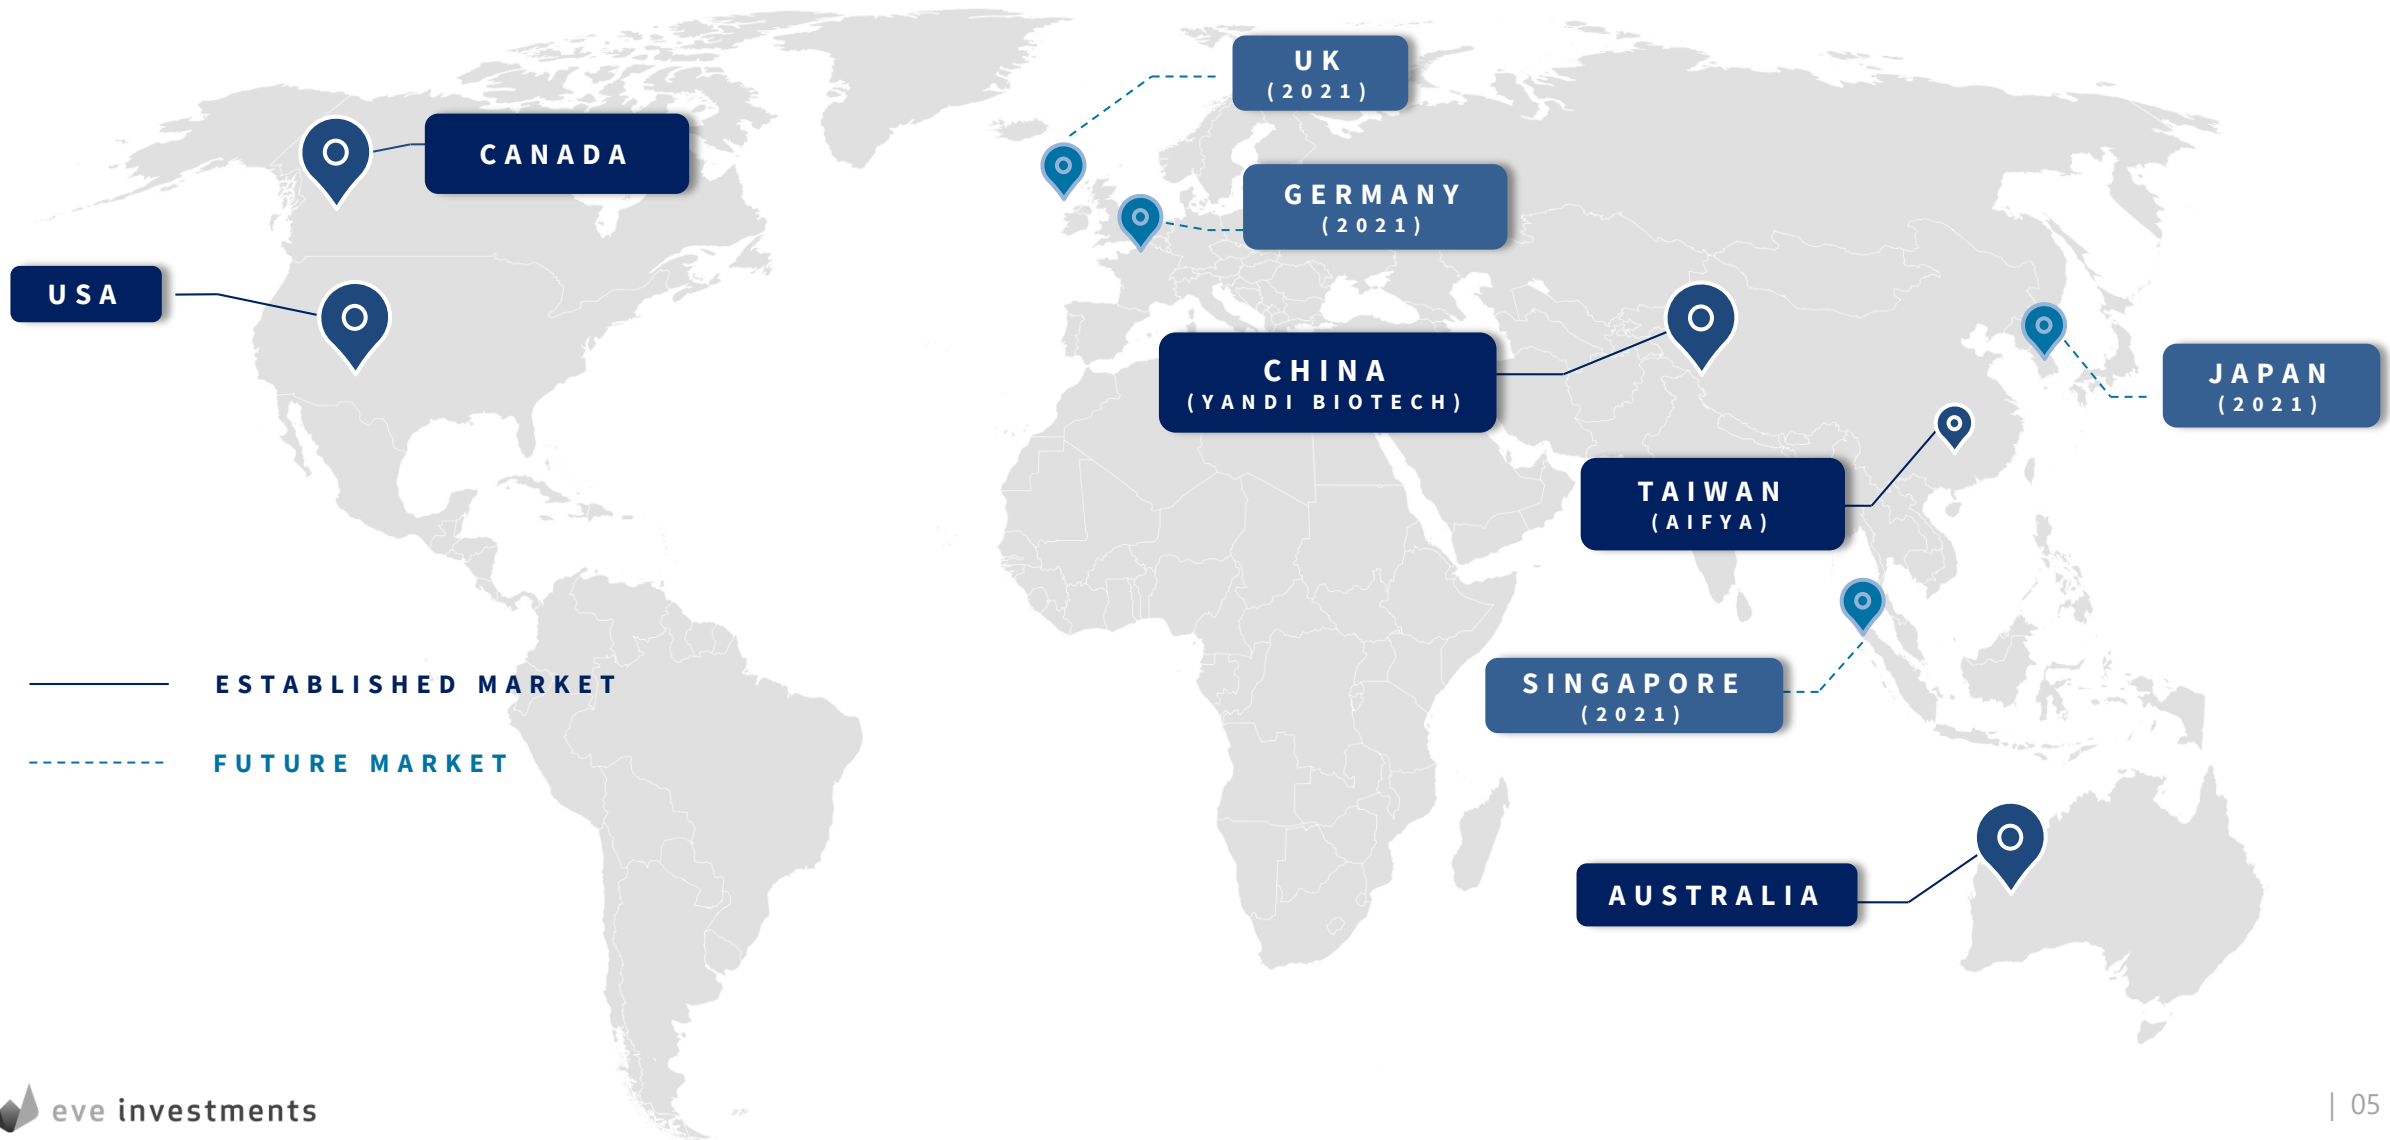 UK
(2021)
CANADA
GERMANY
(2021)
USA
CHINA
(YANDI BIOTECH)
JAPAN
(2021)
TAIWAN
(AIFYA)
SINGAPORE
(2021)
ESTABLISHED MARKET
FUTURE MARKET
AUSTRALIA
eve investments
| 05